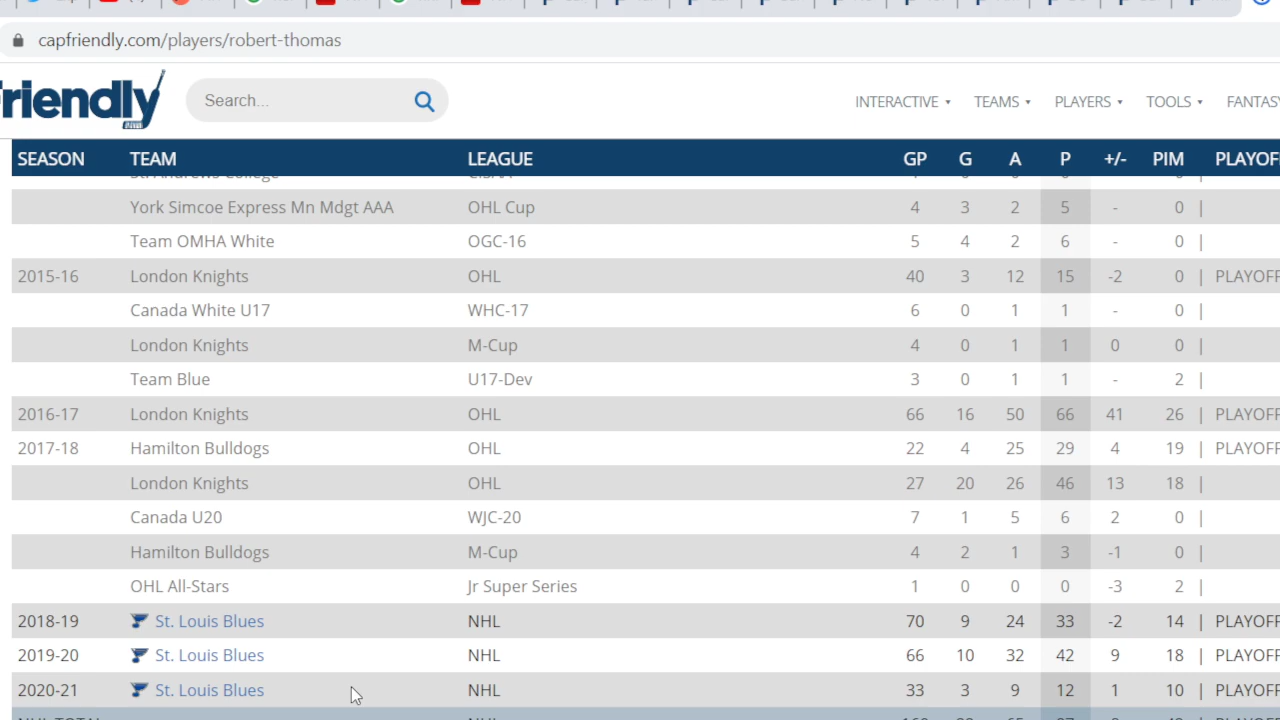 capfriendly.com/players/robert-thomas
friendly Search... INTERACTIVE TEAMS PLAYERS TOOLS
SEASON TEAM LEAGUE GP G A P +/- PIM
St. Andrews College
York Simcoe Express Mn Mdgt AAA OHL Cup 4 3 2 5 - 0 |
Team OMHA White OGC-16 5 4 2 6 - 0 |
2015-16 London Knights OHL 40 3 12 15 -2 0 | PLAYOFF
Canada White U17 WHC-17 6 0 1 1 - 0 |
London Knights M-Cup 4 0 1 1 0 0 |
Team Blue U17-Dev 3 0 1 1 - 2 |
2016-17 London Knights OHL 66 16 50 66 41 26 | PLAYOFF
2017-18 Hamilton Bulldogs OHL 22 4 25 29 4 19 | PLAYOFF
London Knights OHL 27 20 26 46 13 18 |
Canada U20 WJC-20 7 1 5 6 2 0 |
Hamilton Bulldogs M-Cup 4 2 1 3 -1 0 |
OHL All-Stars Jr Super Series 1 0 0 0 -3 2 |
2018-19 St. Louis Blues NHL 70 9 24 33 -2 14 | PLAYOFF
2019-20 St. Louis Blues NHL 66 10 32 42 9 18 | PLAYOFF
2020-21 St. Louis Blues NHL 33 3 9 12 1 10 | PLAYOFF